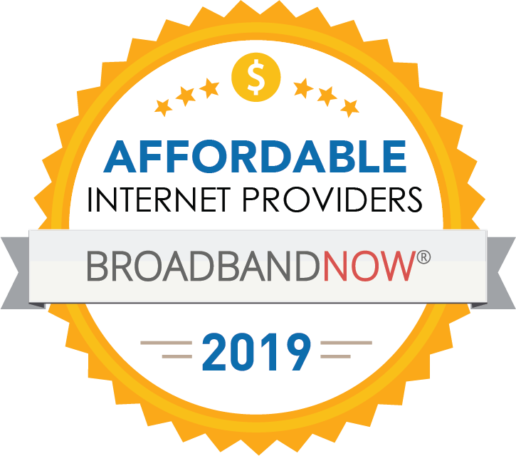 $
AFFORDABLE
INTERNET PROVIDERS
BROADBANDNOW®
2019